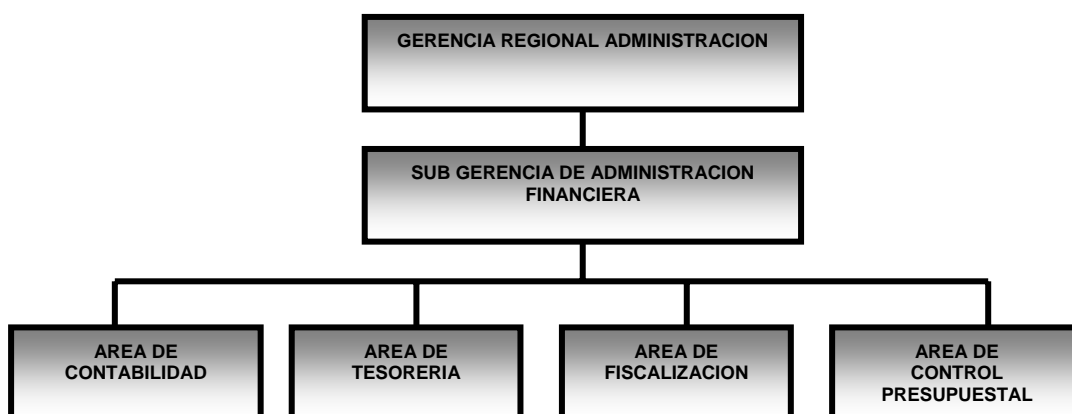 GERENCIA REGIONAL ADMINISTRACION
SUB GERENCIA DE ADMINISTRACION
FINANCIERA
AREA DE
CONTABILIDAD
AREA DE
TESORERIA
AREA DE
FISCALIZACION
AREA DE
CONTROL
PRESUPUESTAL